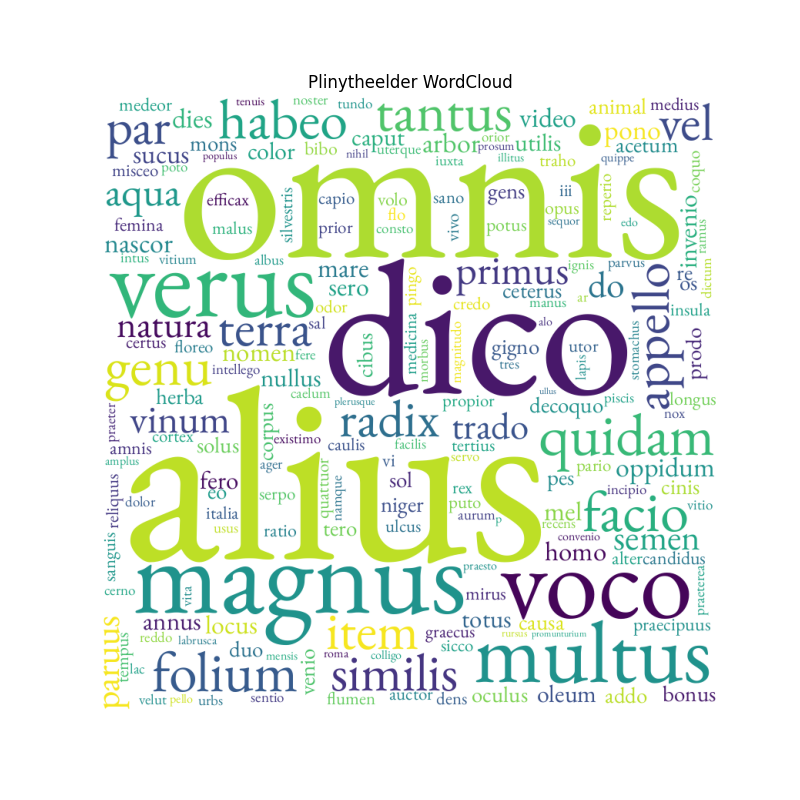 Plinytheelder WordCloud
medeor tenuis noster tundo animal medius
par dies habeo tantus video pono vel
mons color bibo caput arbor utilis acetum
sucus populus nihil uterque prosum orior
misceo poto iuxta illitus traho quippe coquo
aqua omnis
efficax silvestris capio volo sano gens iii reperio invenio ramus
femina malus prior flo consto vivo potus opus sequor edo
nascor
intus vitium albus mare pingo primus ignis parvus re os dictum
verus sero odor credo ceterus manus do appello insula
natura terra sal dico ar prodo
certus floreo nomen fere cibus medicina morbus magnitudo gigno alo utor stomachus
genu intellego nullus tres lapis
herba caelum plerusque propior decoquo ullus piscis longus nox
praeter vinum corpus radix trado quidam
amnis cortex solus existimo caulis facilis tertius
amplus alius ager vi servo pario oppidum
reliquus fero serpo quattuor namque sol rex pes incipio cinis
dolor eo niger puto mel vitio
italia usus ratio tero ulcus aurum p recens facio
sanguis convenio semen
homo alter candidus
cerno magnus praesto voco praeterea
vita mirus
paruus annus locus item graecus totus causa praecipuus
tempus reddo labrusca duo roma mensis colligo sicco rursus promunturium multus
lac folium venio similis
velut pello urbs sentio flumen auctor dens oculus oleum addo bonus